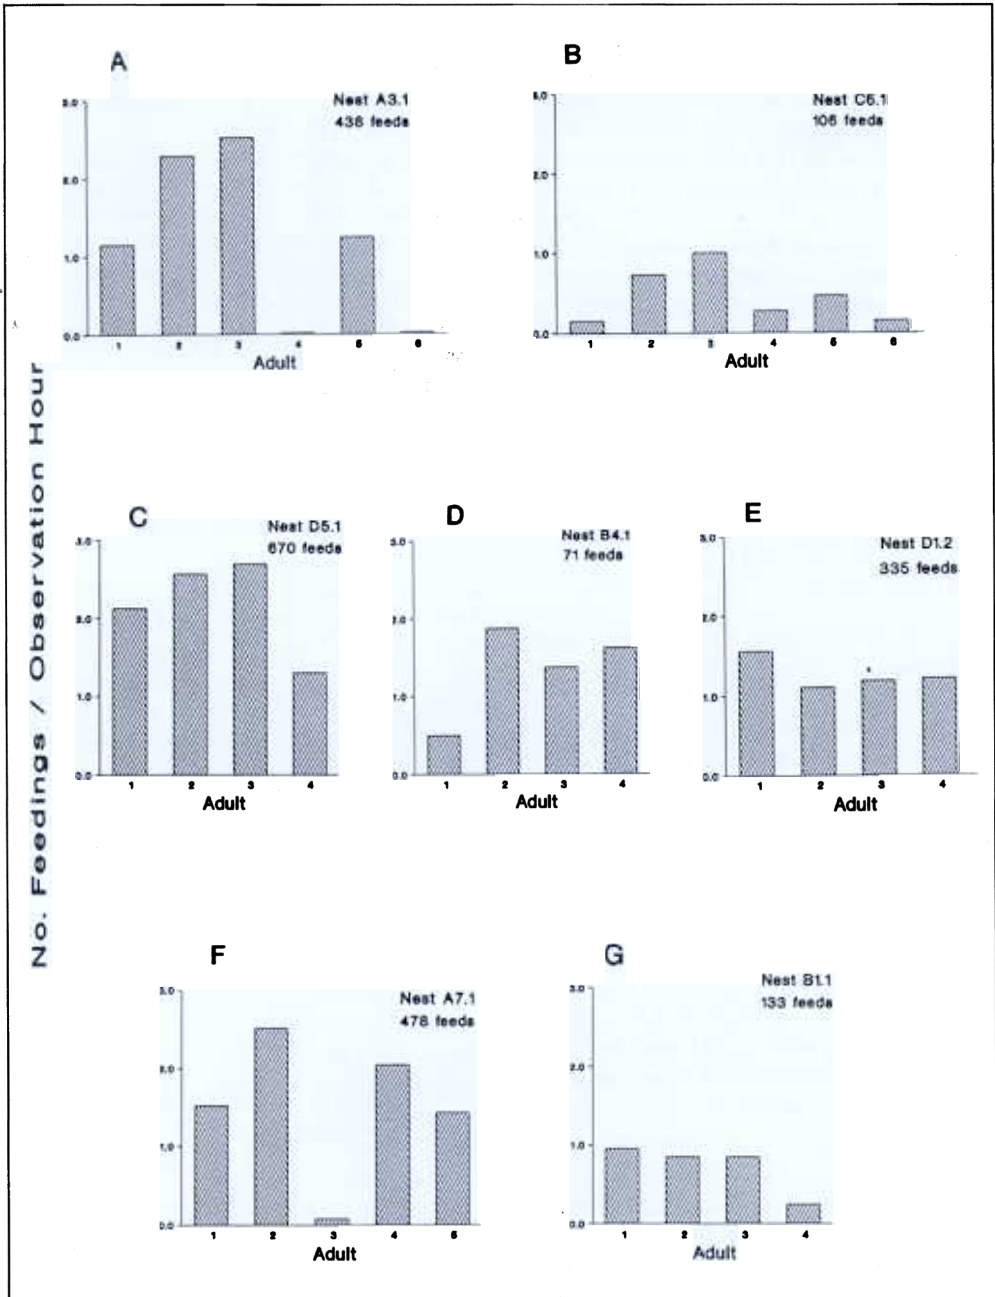 A
Nest A3.1
438 feeds
3.0
2.0
1.0
0.0
1 2 3 4 5 6
Adult
B
Nest C5.1
106 feeds
3.0
2.0
1.0
0.0
1 2 3 4 5 6
Adult
No. Feedings / Observation Hour
C
Nest D5.1
670 feeds
3.0
2.0
1.0
0.0
1 2 3 4
Adult
D
Nest B4.1
71 feeds
3.0
2.0
1.0
0.0
1 2 3 4
Adult
E
Nest D1.2
335 feeds
3.0
2.0
1.0
0.0
1 2 3 4
Adult
F
Nest A7.1
478 feeds
3.0
2.0
1.0
0.0
1 2 3 4 5
Adult
G
Nest B1.1
133 feeds
3.0
2.0
1.0
0.0
1 2 3 4
Adult